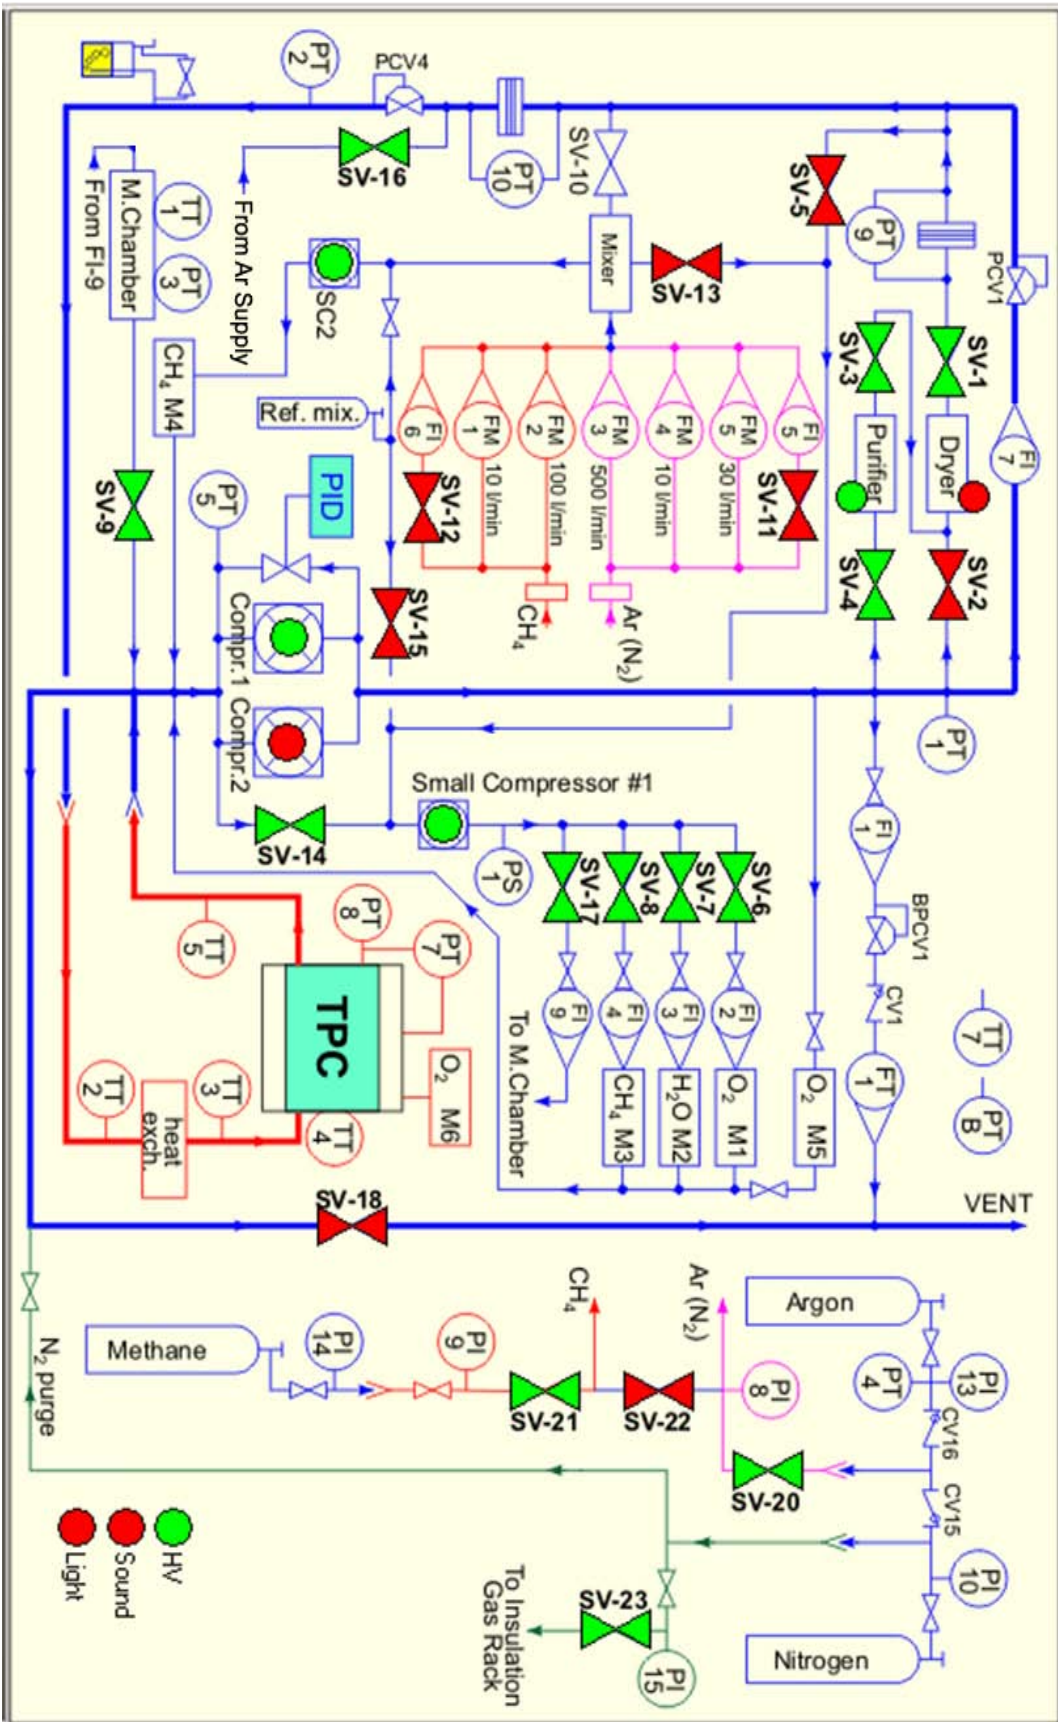 PT
2
PCV4
SV-16
PT
10
SV-10
SV-5
PT
9
PCV1
From FI-9
M.Chamber
TT
1
PT
3
From Ar Supply
SC2
Mixer
SV-13
SV-3
SV-1
CH4 M4
Ref. mix.
FI
6
FM
1
FM
2
FM
3
FM
4
FM
5
FI
5
10 l/min
100 l/min
500 l/min
10 l/min
30 l/min
Purifier
Dryer
FI
7
SV-9
PT
5
PID
SV-12
SV-11
SV-4
SV-2
CH4
Ar (N2)
SV-15
Compr.1
Compr.2
PT
1
SV-14
Small Compressor #1
PS
1
SV-17
SV-8
SV-7
SV-6
FI
1
BPCV1
CV1
FT
1
TT
7
PT
B
TT
5
PT
8
PT
7
TPC
FI
9
FI
4
FI
3
FI
2
To M.Chamber
CH4 M3
H2O M2
O2 M1
O2 M5
O2 M6
TT
2
TT
3
TT
4
heat
exch.
SV-18
VENT
N2 purge
Methane
PI
14
PI
9
CH4
SV-21
SV-22
Ar (N2)
PI
8
Argon
PT
4
PI
13
CV16
SV-20
CV15
PI
10
Nitrogen
SV-23
PI
15
To Insulation
Gas Rack
HV
Sound
Light